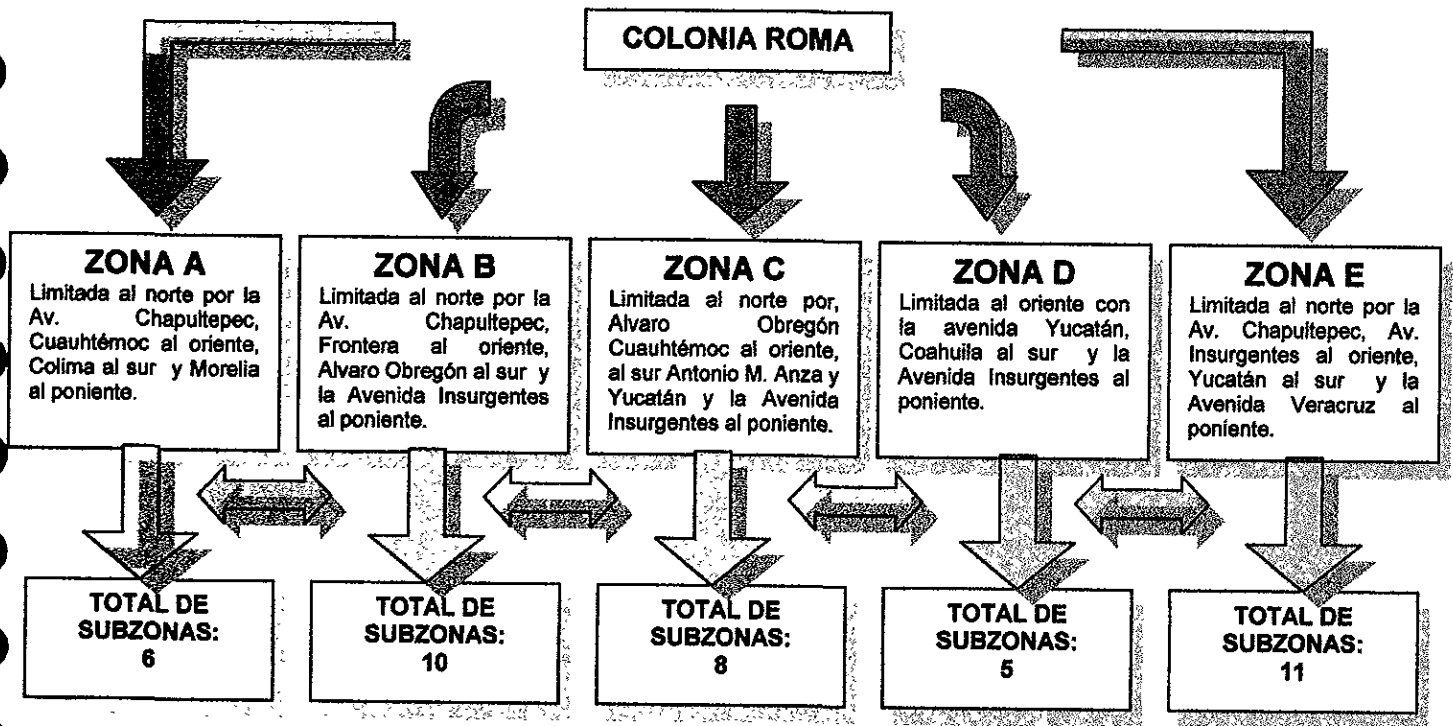 COLONIA ROMA
ZONA A
Limitada al norte por la
Av. Chapultepec,
Cuauhtémoc al oriente,
Colima al sur y Morelia
al poniente.
ZONA B
Limitada al norte por la
Av. Chapultepec,
Frontera al oriente,
Alvaro Obregón al sur y
la Avenida Insurgentes
al poniente.
ZONA C
Limitada al norte por,
Alvaro Obregón
Cuauhtémoc al oriente,
al sur Antonio M. Anza y
Yucatán y la Avenida
Insurgentes al poniente.
ZONA D
Limitada al oriente con
la avenida Yucatán,
Coahuila al sur y la
Avenida Insurgentes al
poniente.
ZONA E
Limitada al norte por la
Av. Chapultepec, Av.
Insurgentes al oriente,
Yucatán al sur y la
Avenida Veracruz al
poniente.
TOTAL DE
SUBZONAS:
6
TOTAL DE
SUBZONAS:
10
TOTAL DE
SUBZONAS:
8
TOTAL DE
SUBZONAS:
5
TOTAL DE
SUBZONAS:
11